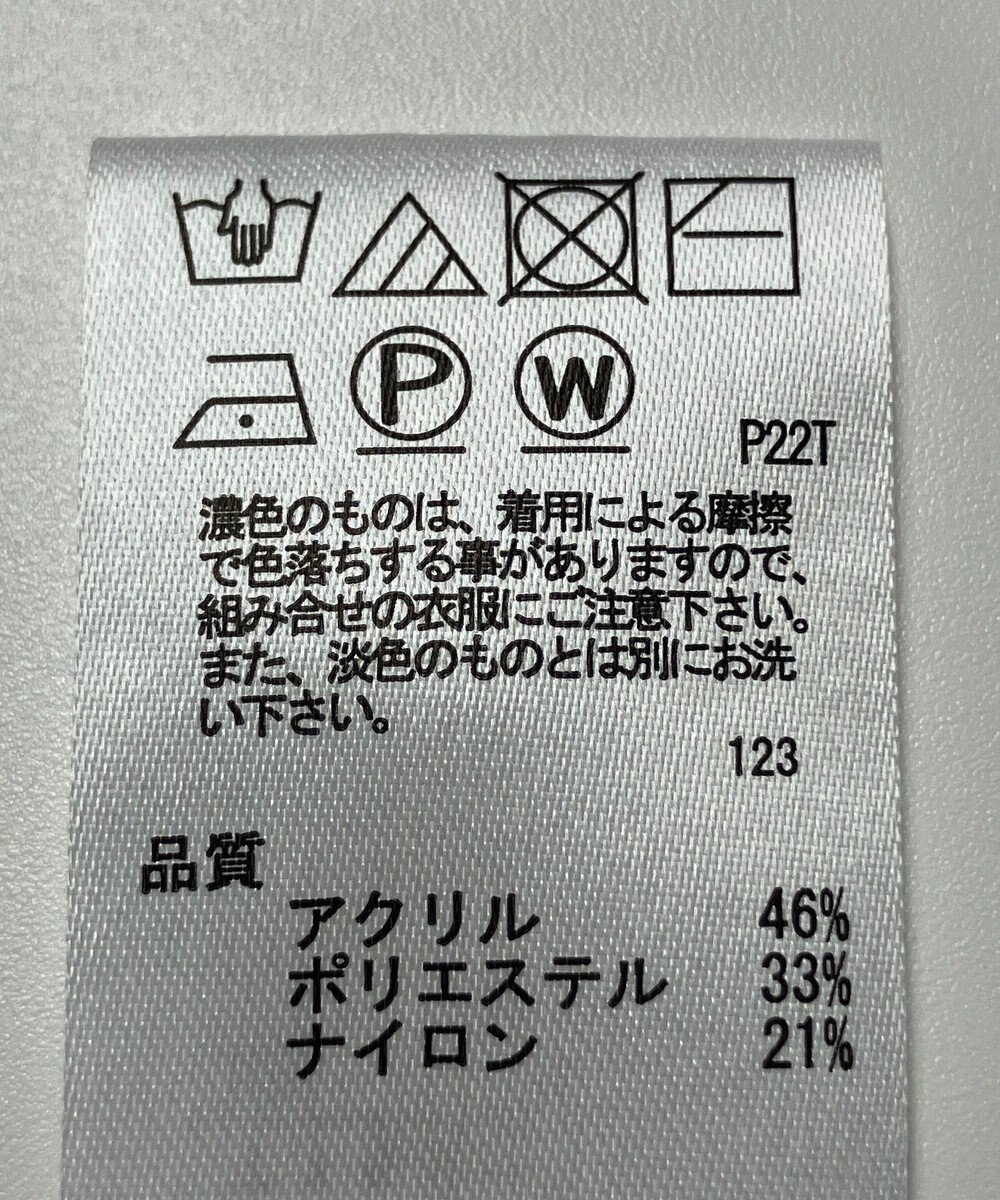 P W
P22T
濃色のものは、着用による摩擦
で色落ちする事がありますので、
組み合せの衣服にご注意下さい。
また、淡色のものとは別にお洗
い下さい。
123
品質
アクリル 46%
ポリエステル 33%
ナイロン 21%